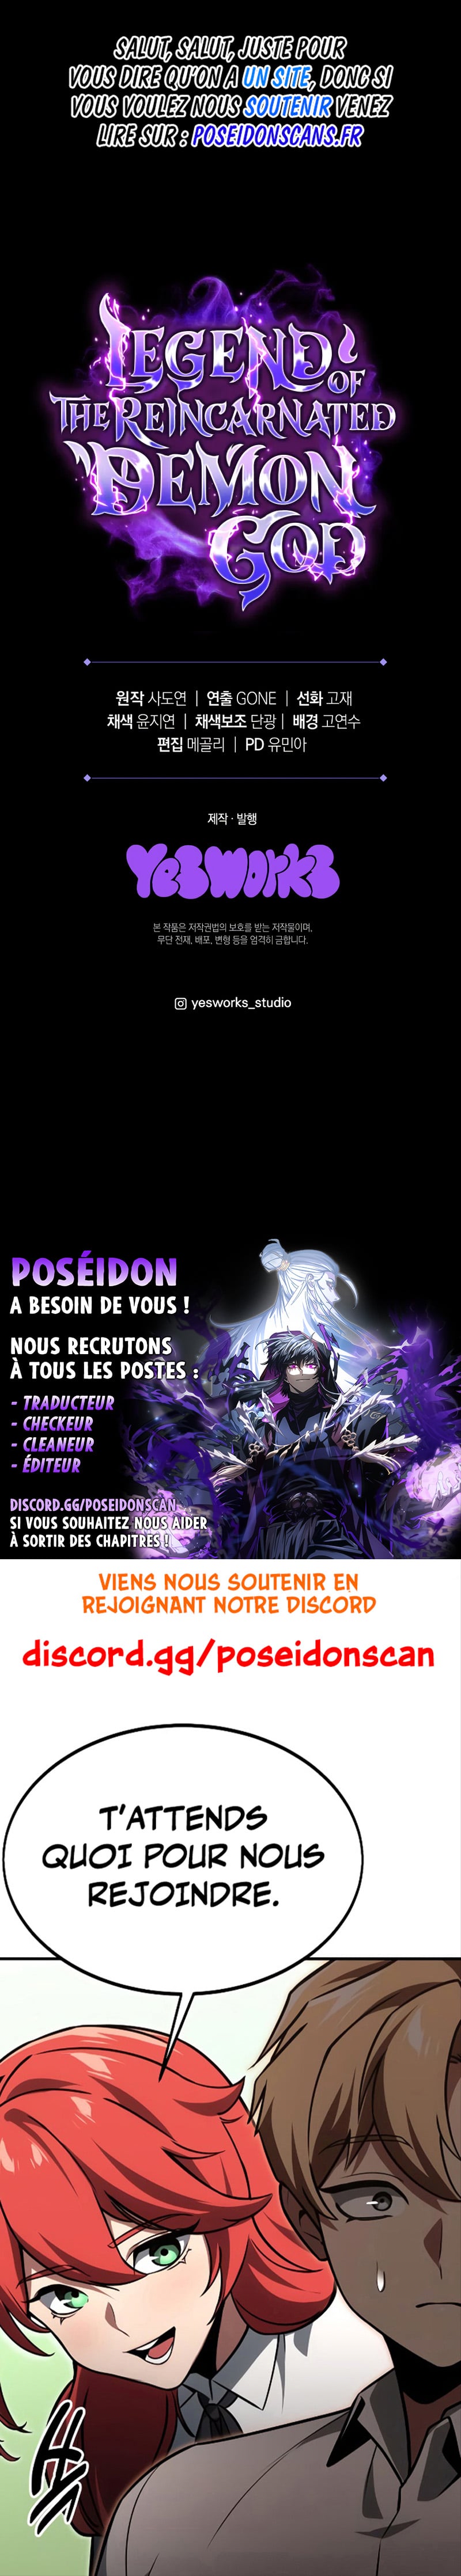 SALUT, SALUT, JUSTE POUR
VOUS DIRE QU'ON A UN SITE, DONC SI
VOUS VOULEZ NOUS SOUTENIR VENEZ
LIRE SUR : POSEIDONSCANS.FR
LEGEND OF
THE REINCARNATED
DEMON
GOD
원작 사도연 | 연출 GONE | 선화 고재
채색 윤지연 | 채색보조 단광 | 배경 고연수
편집 메골리 | PD 유민아
제작 · 발행
YESWORKS
본 작품은 저작권법의 보호를 받는 저작물이며,
무단 전재, 배포, 변형 등을 엄격히 금합니다.
yesworks_studio
POSÉIDON
A BESOIN DE VOUS !
NOUS RECRUTONS
À TOUS LES POSTES :
- TRADUCTEUR
- CHECKEUR
- CLEANEUR
- ÉDITEUR
DISCORD.GG/POSEIDONSCAN
SI VOUS SOUHAITEZ NOUS AIDER
À SORTIR DES CHAPITRES !
VIENS NOUS SOUTENIR EN
REJOIGNANT NOTRE DISCORD
discord.gg/poseidonscan
T'ATTENDS
QUOI POUR NOUS
REJOINDRE.